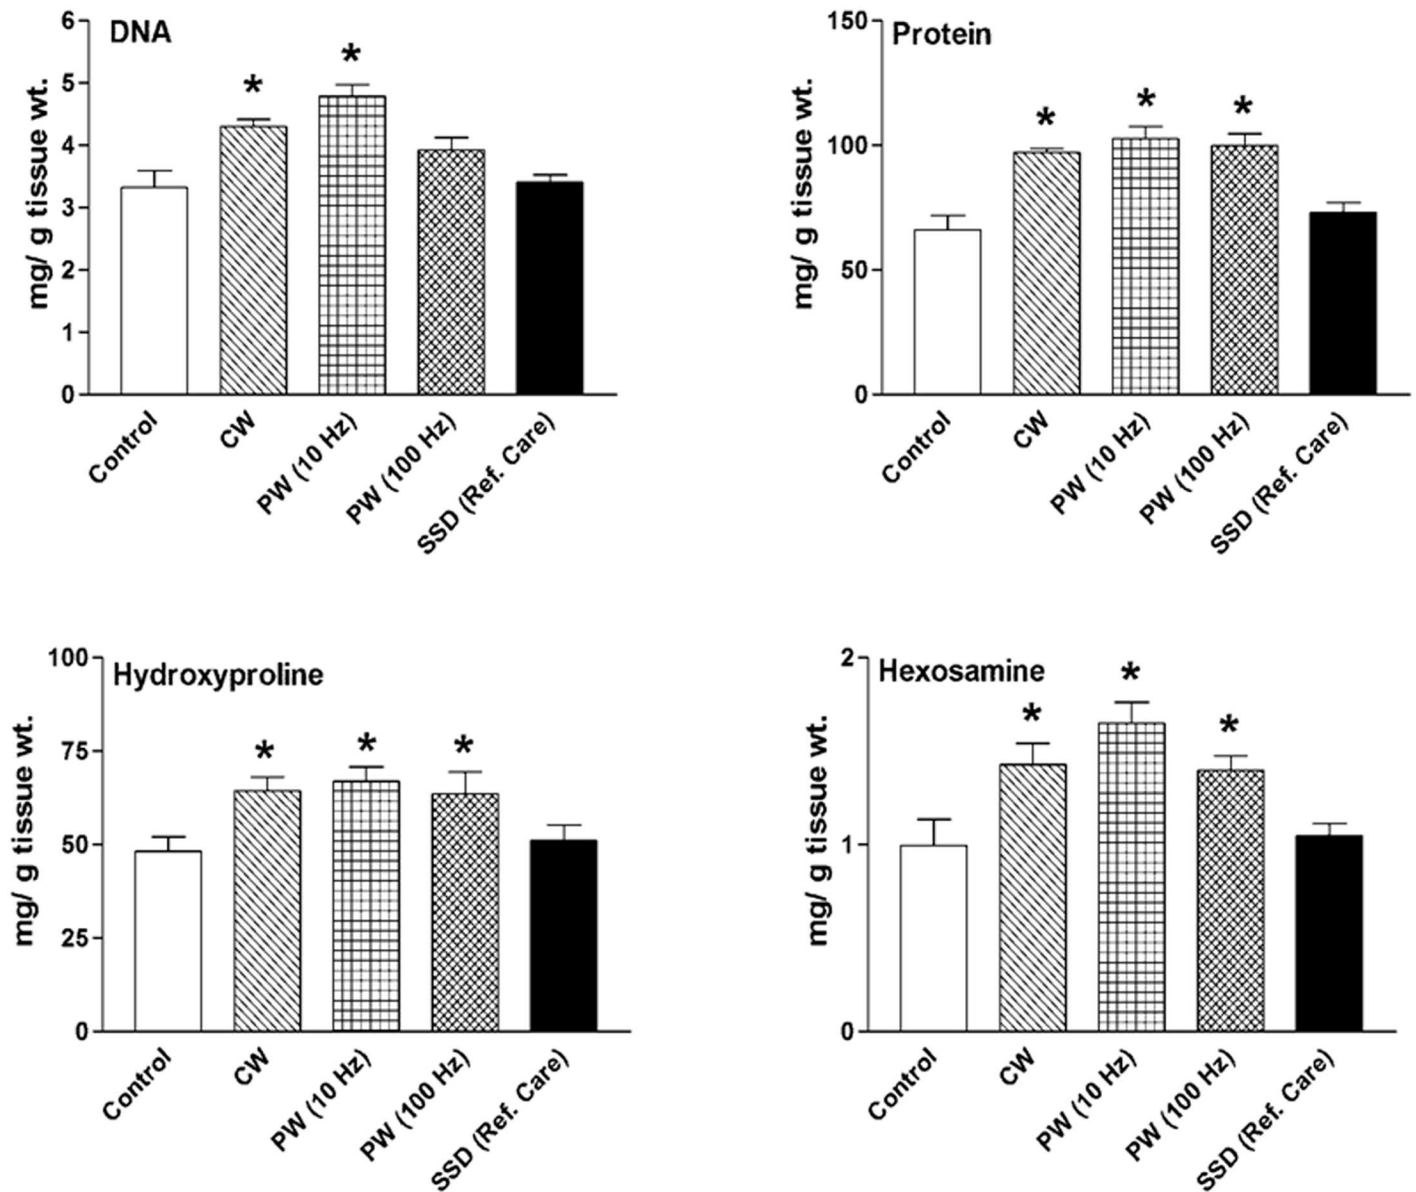 DNA
mg/ g tissue wt.
6
5
4
3
2
1
0
*
*
Control
CW
PW (10 Hz)
PW (100 Hz)
SSD (Ref. Care)
Protein
mg/ g tissue wt.
150
100
50
0
*
*
*
Control
CW
PW (10 Hz)
PW (100 Hz)
SSD (Ref. Care)
Hydroxyproline
mg/ g tissue wt.
100
75
50
25
0
*
*
*
Control
CW
PW (10 Hz)
PW (100 Hz)
SSD (Ref. Care)
Hexosamine
mg/ g tissue wt.
2
1
0
*
*
*
Control
CW
PW (10 Hz)
PW (100 Hz)
SSD (Ref. Care)